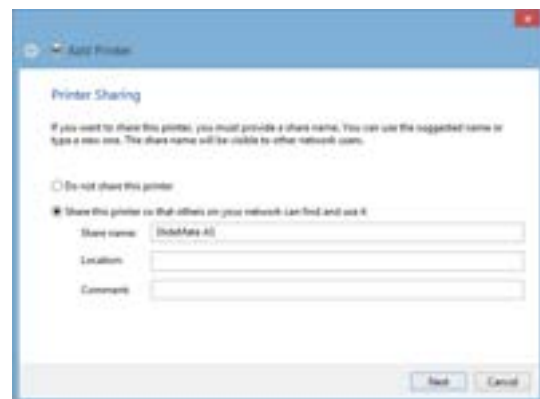 Add Printer
Printer Sharing
If you want to share this printer, you must provide a share name. You can use the suggested name or
type a new one. The share name will be visible to other network users.
Do not share this printer
Share this printer so that others on your network can find and use it
Share name:
Location:
Comment:
Next
Cancel